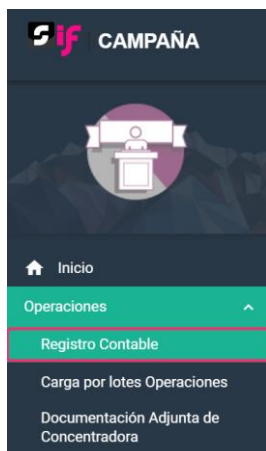 Sif CAMPAÑA
Inicio
Operaciones
Registro Contable
Carga por lotes Operaciones
Documentación Adjunta de
Concentradora